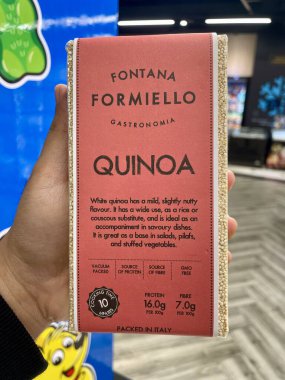 FONTANA
FORMIELLO
GASTRONOMIA
QUINOA
White quinoa has a mild, slightly nutty
flavour. It has a wide use, as a rice or
couscous substitute, and is ideal as an
accompaniment in savoury dishes.
It is great as a base in salads, pilafs,
and stuffed vegetables.
VACUUM PACKED
SOURCE OF PROTEIN
SOURCE OF FIBRE
GMO FREE
COOKING TIME
10
MINUTES
PROTEIN
16.0g
PER 100g
FIBRE
7.0g
PER 100g
PACKED IN ITALY